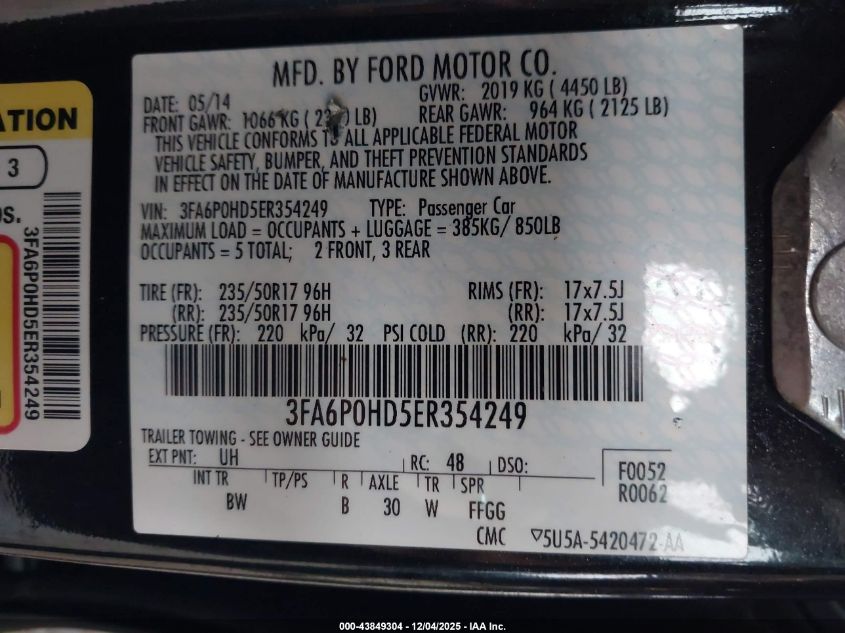 ATION
3
DS.
3FA6P0HD5ER354249
MFD. BY FORD MOTOR CO.
DATE: 05/14
GVWR: 2019 KG ( 4450 LB)
FRONT GAWR: 1066 KG ( LB)
REAR GAWR: 964 KG ( 2125 LB)
THIS VEHICLE CONFORMS TO ALL APPLICABLE FEDERAL MOTOR
VEHICLE SAFETY, BUMPER, AND THEFT PREVENTION STANDARDS
IN EFFECT ON THE DATE OF MANUFACTURE SHOWN ABOVE.
VIN: 3FA6P0HD5ER354249 TYPE: Passenger Car
MAXIMUM LOAD = OCCUPANTS + LUGGAGE = 385KG/ 850LB
OCCUPANTS = 5 TOTAL; 2 FRONT, 3 REAR
TIRE (FR): 235/50R17 96H RIMS (FR): 17x7.5J
(RR): 235/50R17 96H (RR): 17x7.5J
PRESSURE (FR): 220 kPa/ 32 PSI COLD (RR): 220 kPa/ 32
3FA6P0HD5ER354249
TRAILER TOWING - SEE OWNER GUIDE
EXT PNT: UH RC: 48 DSO:
INT TR TP/PS R AXLE TR SPR
BW B 30 W FFGG
F0052
R0062
CMC ▽5U5A-5420472-AA
000-43849304 - 12/04/2025 - IAA Inc.